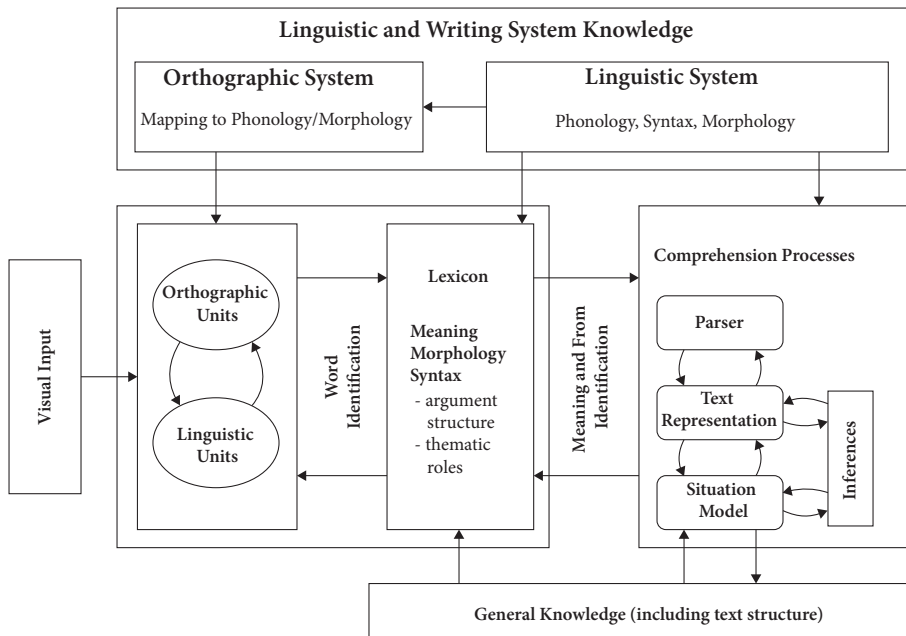 Linguistic and Writing System Knowledge
Orthographic System
Mapping to Phonology/Morphology
Linguistic System
Phonology, Syntax, Morphology
Visual Input
Orthographic
Units
Linguistic
Units
Word
Identification
Lexicon
Meaning
Morphology
Syntax
- argument
structure
- thematic
roles
Meaning and From
Identification
Comprehension Processes
Parser
Text
Representation
Situation
Model
Inferences
General Knowledge (including text structure)